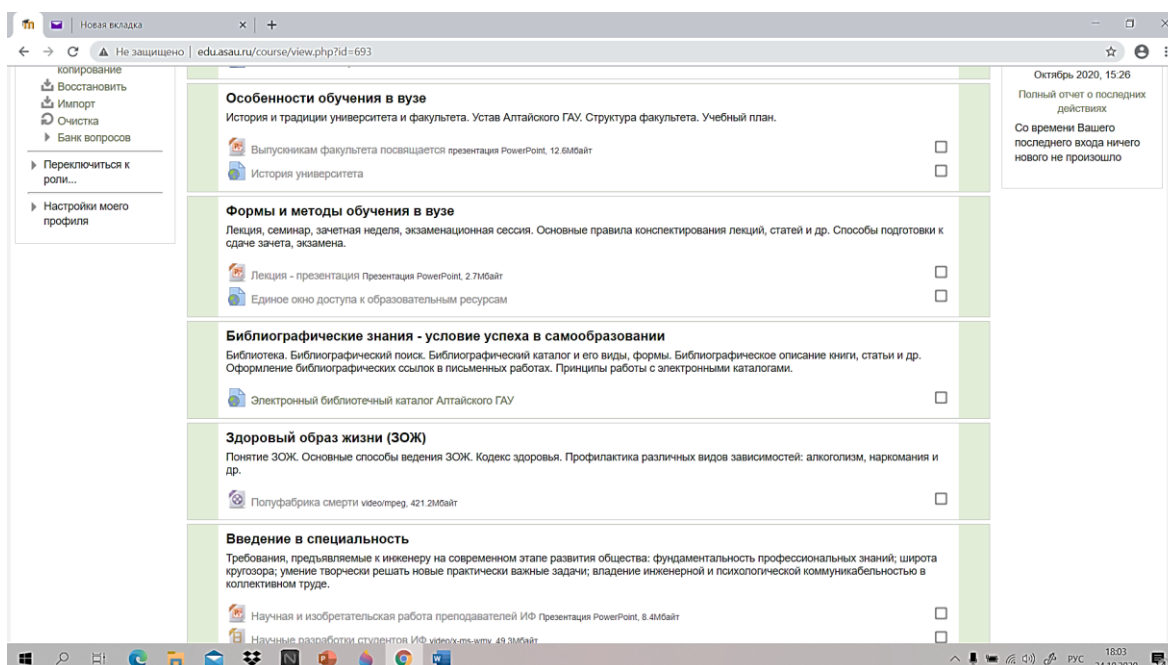 Новая вкладка
Не защищено | edu.asau.ru/course/view.php?id=693
копирование
Восстановить
Импорт
Очистка
Банк вопросов
Переключиться к
роли...
Настройки моего
профиля
Особенности обучения в вузе
История и традиции университета и факультета. Устав Алтайского ГАУ. Структура факультета. Учебный план.
Выпускникам факультета посвящается презентация PowerPoint, 12.6Мбайт
История университета
Формы и методы обучения в вузе
Лекция, семинар, зачетная неделя, экзаменационная сессия. Основные правила конспектирования лекций, статей и др. Способы подготовки к
сдаче зачета, экзамена.
Лекция - презентация Презентация PowerPoint, 2.7Мбайт
Единое окно доступа к образовательным ресурсам
Библиографические знания - условие успеха в самообразовании
Библиотека. Библиографический поиск. Библиографический каталог и его виды, формы. Библиографическое описание книги, статьи и др.
Оформление библиографических ссылок в письменных работах. Принципы работы с электронными каталогами.
Электронный библиотечный каталог Алтайского ГАУ
Здоровый образ жизни (ЗОЖ)
Понятие ЗОЖ. Основные способы ведения ЗОЖ. Кодекс здоровья. Профилактика различных видов зависимостей: алкоголизм, наркомания и
др.
Полуфабрика смерти video/mpeg, 421.2Мбайт
Введение в специальность
Требования, предъявляемые к инженеру на современном этапе развития общества: фундаментальность профессиональных знаний; широта
кругозора; умение творчески решать новые практически важные задачи; владение инженерной и психологической коммуникабельностью в
коллективном труде.
Научная и изобретательская работа преподавателей ИФ Презентация PowerPoint, 8.4Мбайт
Научные разработки студентов ИФ video/x-ms-wmv, 49.3Мбайт
Октябрь 2020, 15:26
Полный отчет о последних
действиях
Со времени Вашего
последнего входа ничего
нового не произошло
РУС
18:03
24.10.2020